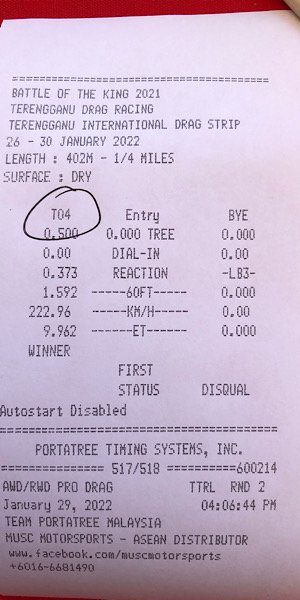 ========================================
BATTLE OF THE KING 2021
TERENGGANU DRAG RACING
TERENGGANU INTERNATIONAL DRAG STRIP
26 - 30 JANUARY 2022
LENGTH : 402M - 1/4 MILES
SURFACE : DRY
T04 Entry BYE
0.500 0.000 TREE 0.000
0.00 DIAL-IN 0.00
0.373 REACTION -LB3-
1.592 -----60FT----- 0.000
222.96 -----KM/H----- 0.00
9.962 ------ET------ 0.000
WINNER
FIRST
STATUS DISQUAL
Autostart Disabled
========================================
PORTATREE TIMING SYSTEMS, INC.
=============== 517/518 ==========600214
AWD/RWD PRO DRAG TTRL RND 2
January 29, 2022 04:06:44 PM
TEAM PORTATREE MALAYSIA
MUSC MOTORSPORTS - ASEAN DISTRIBUTOR
www.facebook.com/muscmotorsports
+6016-6681490